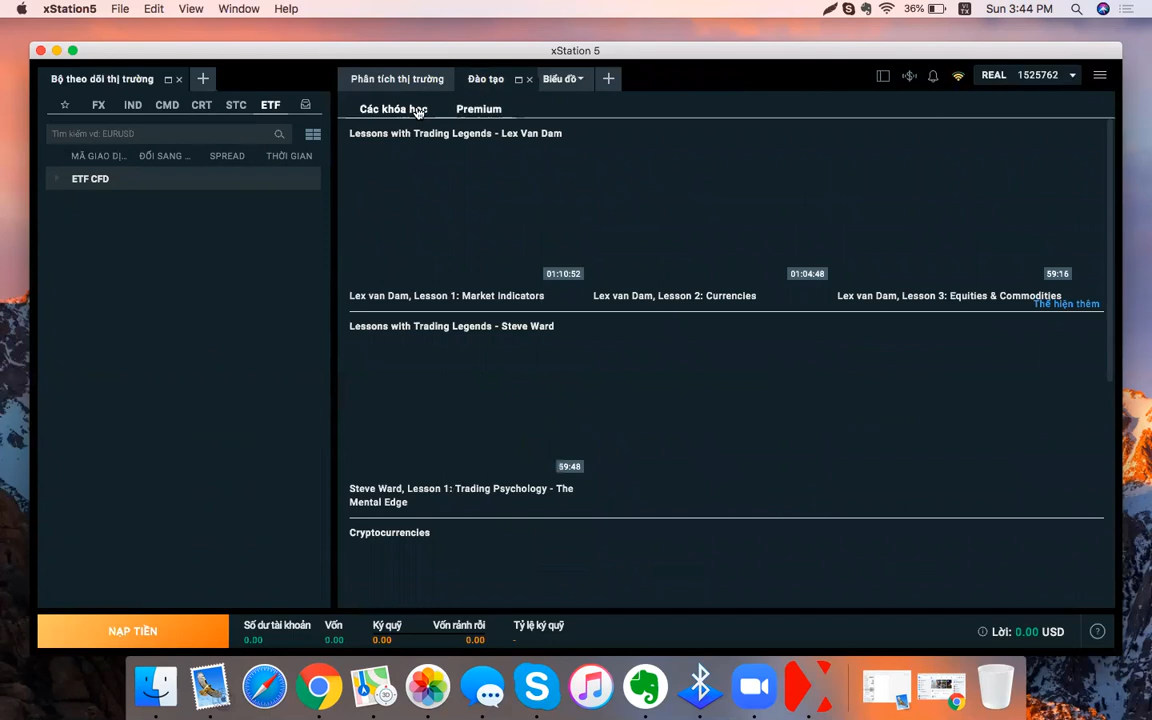 xStation5 File Edit View Window Help 36% VI TX Sun 3:44 PM
xStation 5
Bộ theo dõi thị trường
Phân tích thị trường Đào tạo Biểu đồ
REAL 1525762
FX IND CMD CRT STC ETF
Các khóa học Premium
Tìm kiếm vd: EURUSD
Lessons with Trading Legends - Lex Van Dam
MÃ GIAO DỊ... ĐỔI SANG ... SPREAD THỜI GIAN
ETF CFD
01:10:52 01:04:48 59:16
Lex van Dam, Lesson 1: Market Indicators Lex van Dam, Lesson 2: Currencies Lex van Dam, Lesson 3: Equities & Commodities
Thể hiện thêm
Lessons with Trading Legends - Steve Ward
59:48
Steve Ward, Lesson 1: Trading Psychology - The
Mental Edge
Cryptocurrencies
NẠP TIỀN
Số dư tài khoản Vốn Ký quỹ Vốn rảnh rỗi Tỷ lệ ký quỹ
0.00 0.00 0.00 0.00 -
Lời: 0.00 USD
3D